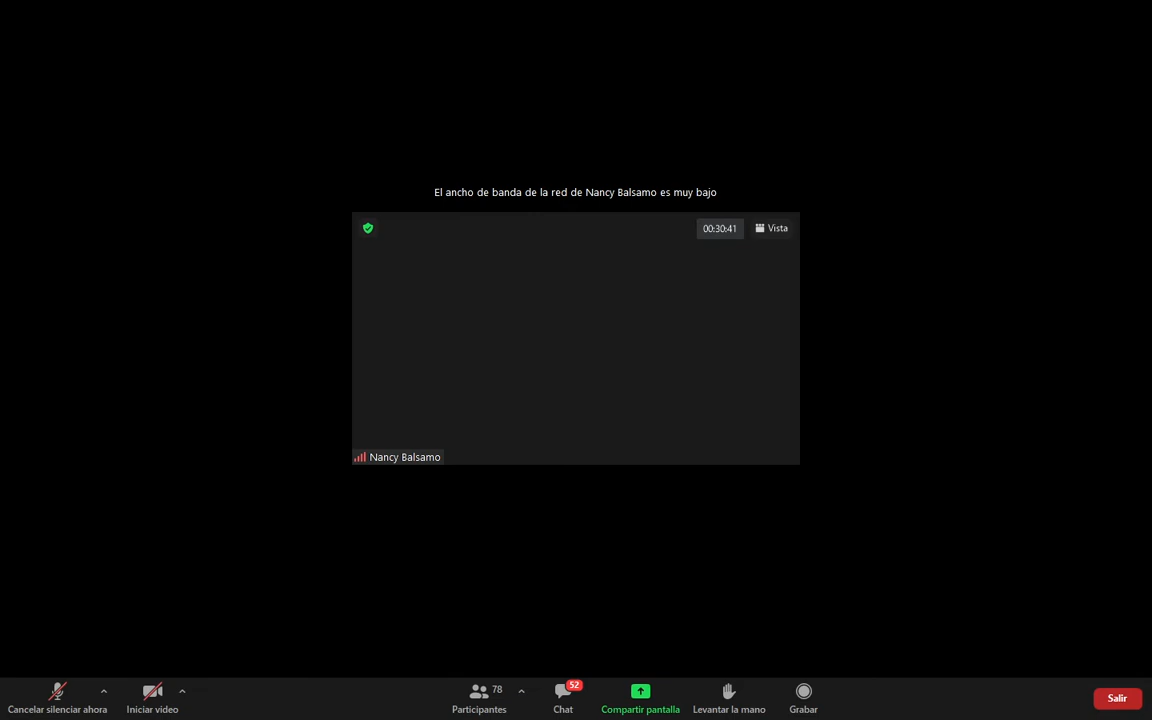 El ancho de banda de la red de Nancy Balsamo es muy bajo
00:30:41
Vista
Nancy Balsamo
Cancelar silenciar ahora
Iniciar video
78
Participantes
52
Chat
Compartir pantalla
Levantar la mano
Grabar
Salir